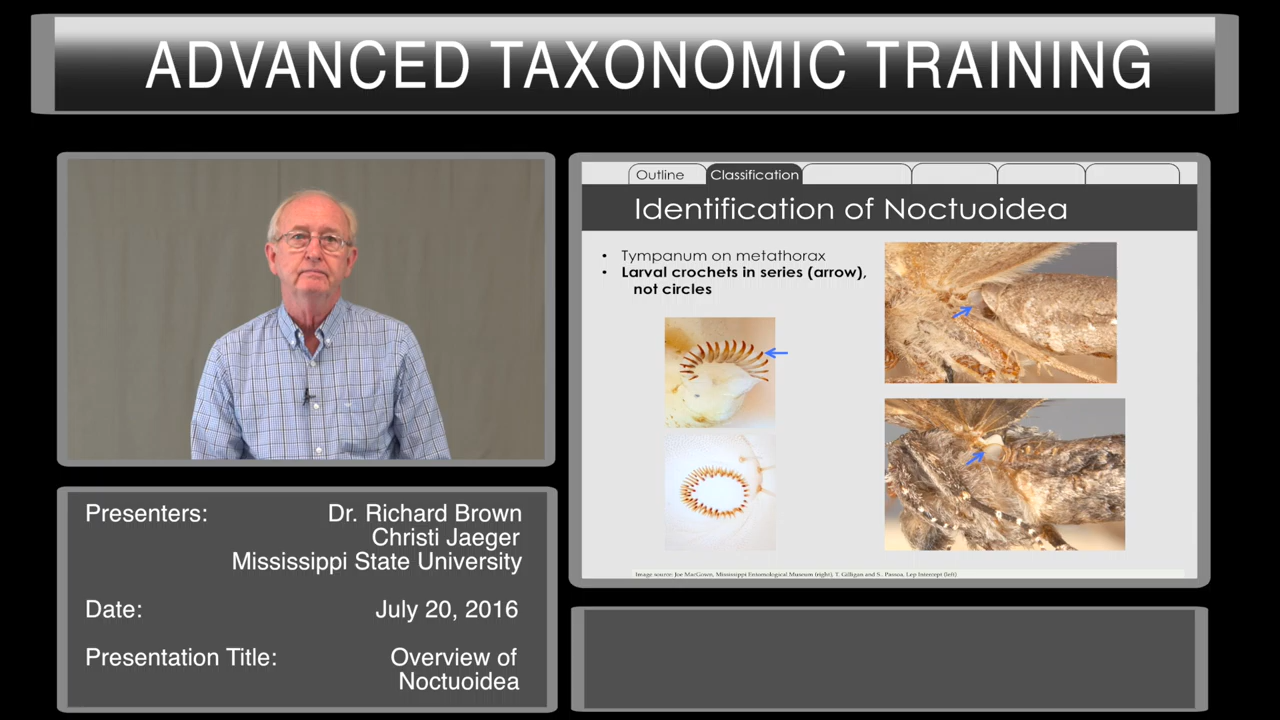 ADVANCED TAXONOMIC TRAINING
Outline
Classification
Identification of Noctuoidea
• Tympanum on metathorax
• Larval crochets in series (arrow),
not circles
Image source: Joe MacGown, Mississippi Entomological Museum (right), T. Gilligan and S. Passoa, Lep Intercept (left)
Presenters: Dr. Richard Brown
Christi Jaeger
Mississippi State University
Date: July 20, 2016
Presentation Title: Overview of
Noctuoidea